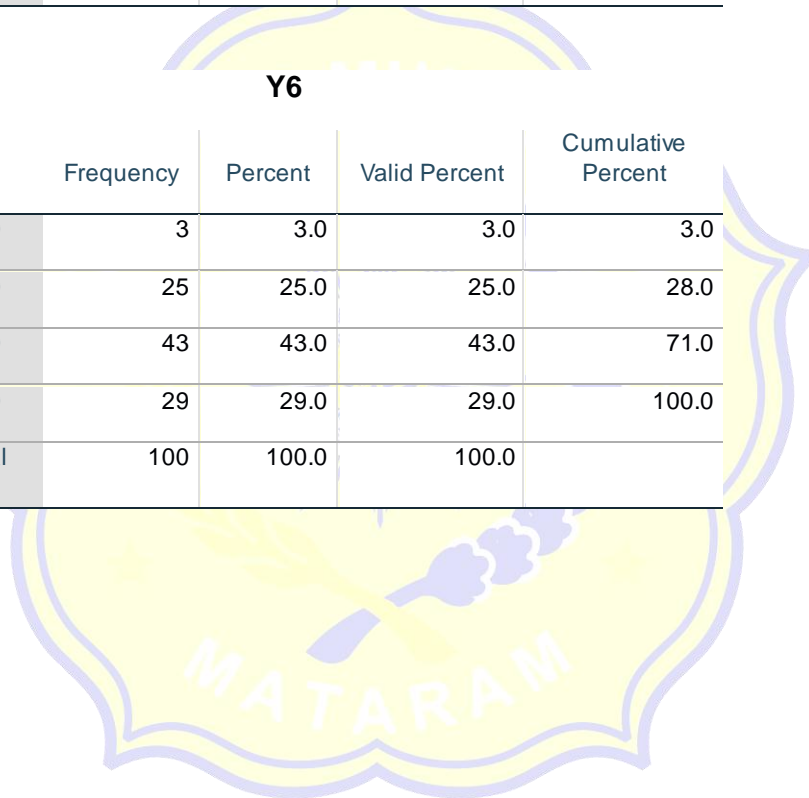 Y6
Frequency Percent Valid Percent Cumulative Percent
3 3.0 3.0 3.0
25 25.0 25.0 28.0
43 43.0 43.0 71.0
29 29.0 29.0 100.0
l 100 100.0 100.0
MATARAM